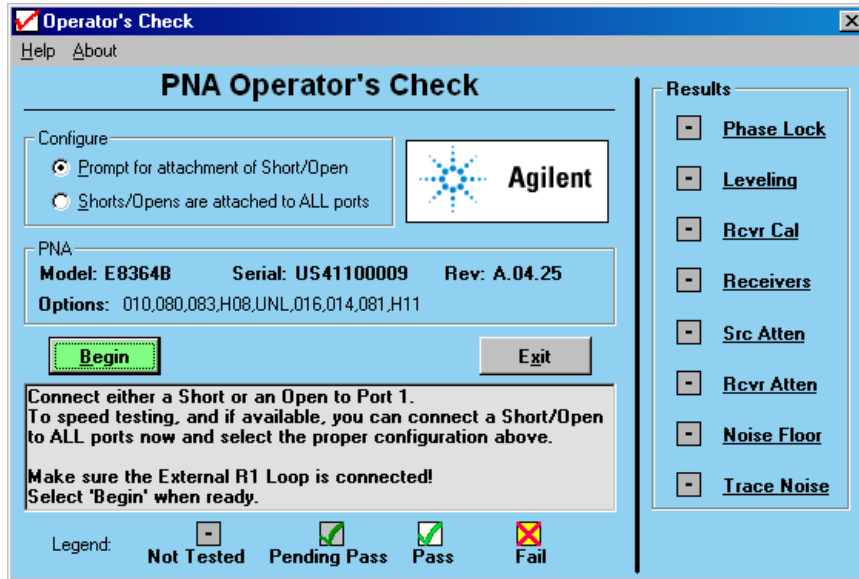 Operator's Check
Help About
PNA Operator's Check
Configure
Prompt for attachment of Short/Open
Shorts/Opens are attached to ALL ports
Agilent
PNA
Model: E8364B Serial: US41100009 Rev: A.04.25
Options: 010,080,083,H08,UNL,016,014,081,H11
Begin
Exit
Connect either a Short or an Open to Port 1.
To speed testing, and if available, you can connect a Short/Open
to ALL ports now and select the proper configuration above.
Make sure the External R1 Loop is connected!
Select 'Begin' when ready.
Legend:
- Not Tested
Pending Pass
Pass
Fail
Results
- Phase Lock
- Leveling
- Rcvr Cal
- Receivers
- Src Atten
- Rcvr Atten
- Noise Floor
- Trace Noise